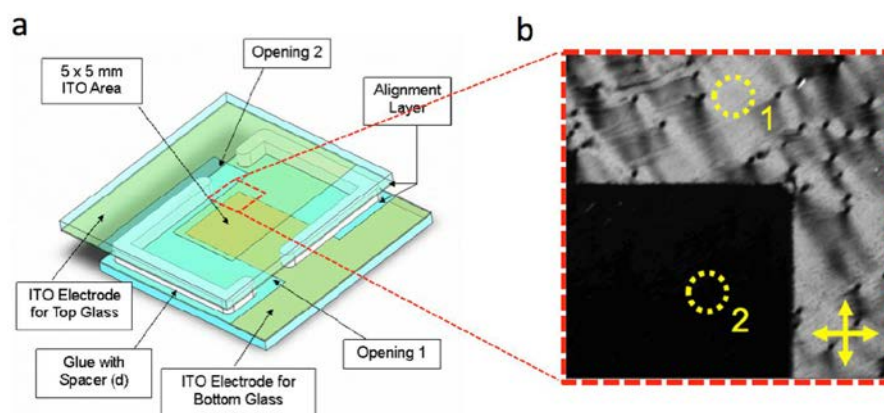 a
b
Opening 2
5 x 5 mm
ITO Area
Alignment
Layer
1
2
ITO Electrode
for Top Glass
Glue with
Spacer (d)
ITO Electrode for
Bottom Glass
Opening 1